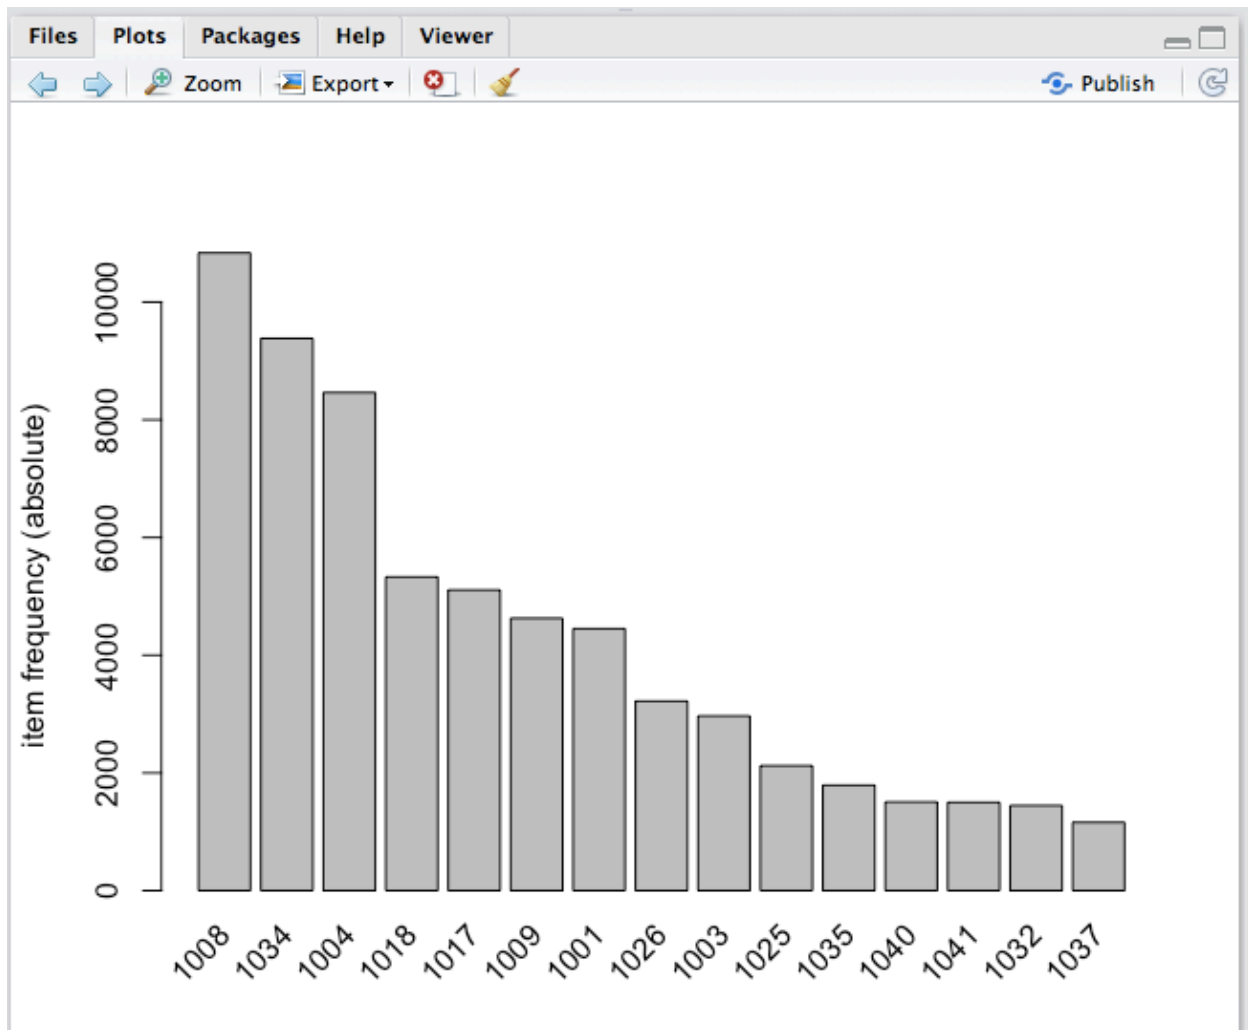 Files Plots Packages Help Viewer
Zoom Export Publish
10000
8000
6000
4000
2000
0
item frequency (absolute)
1008 1034 1004 1018 1017 1009 1001 1026 1003 1025 1035 1040 1041 1032 1037